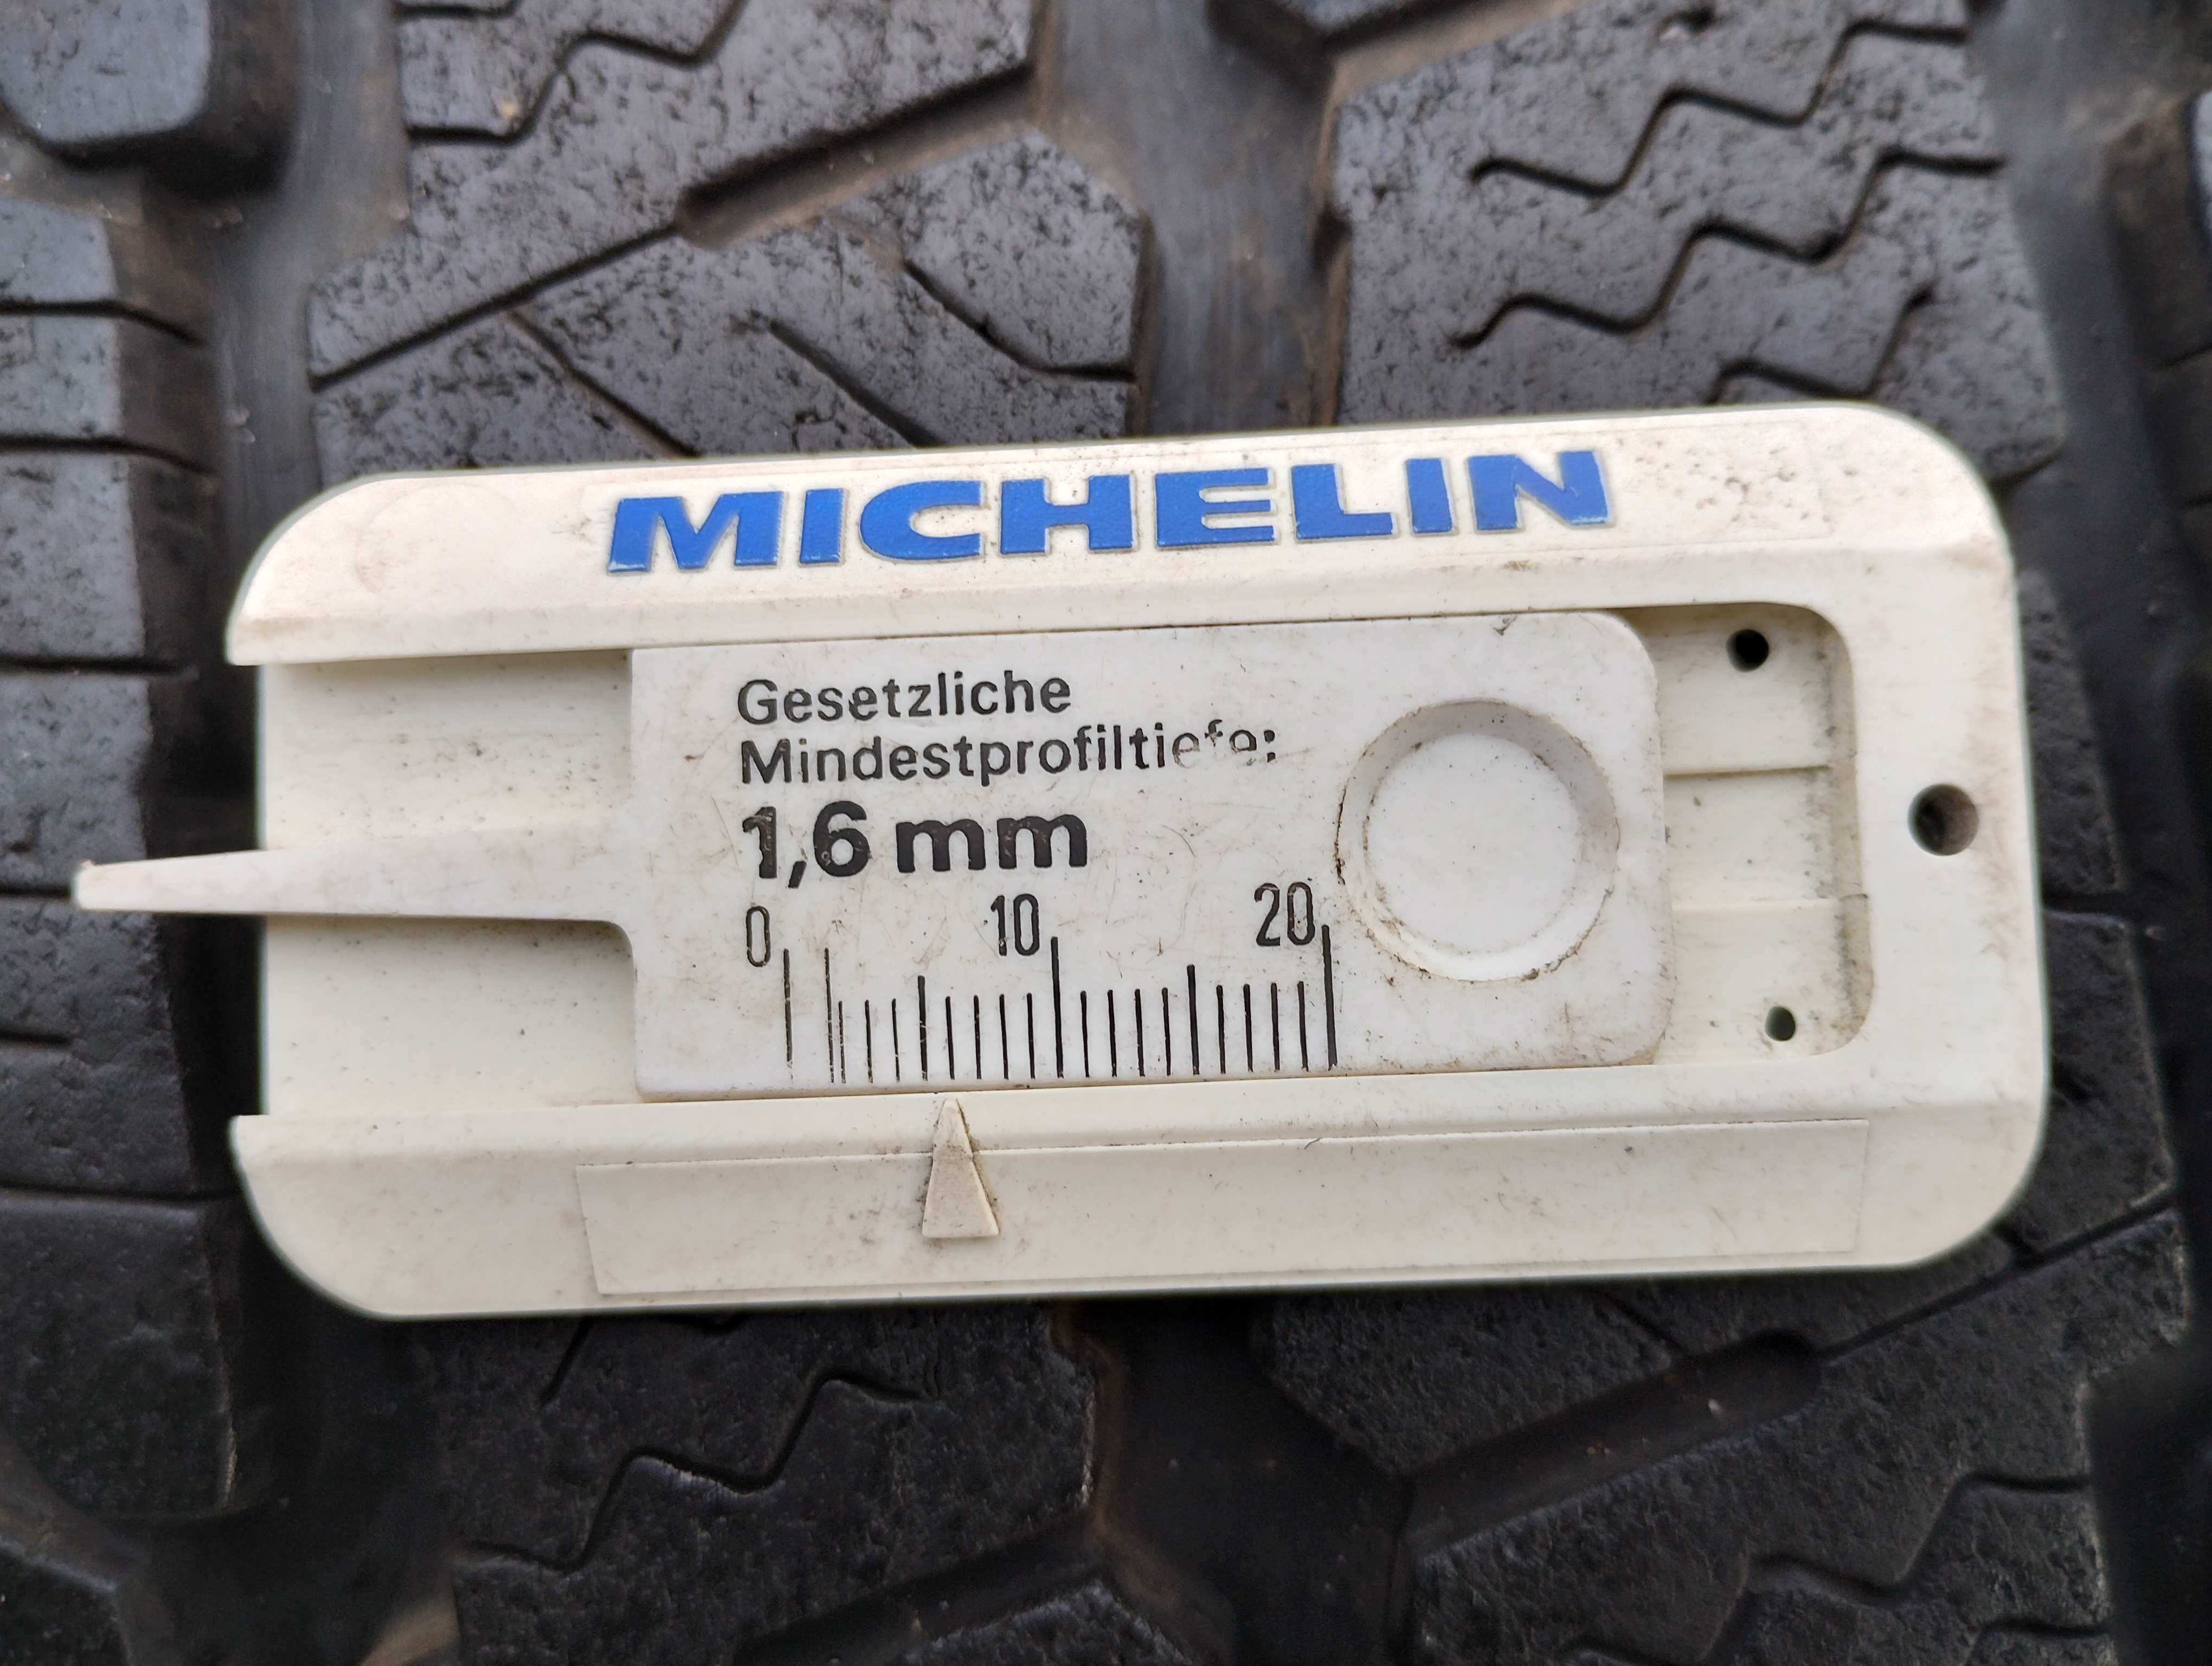 MICHELIN
Gesetzliche
Mindestprofiltiefe:
1,6 mm
0 10 20